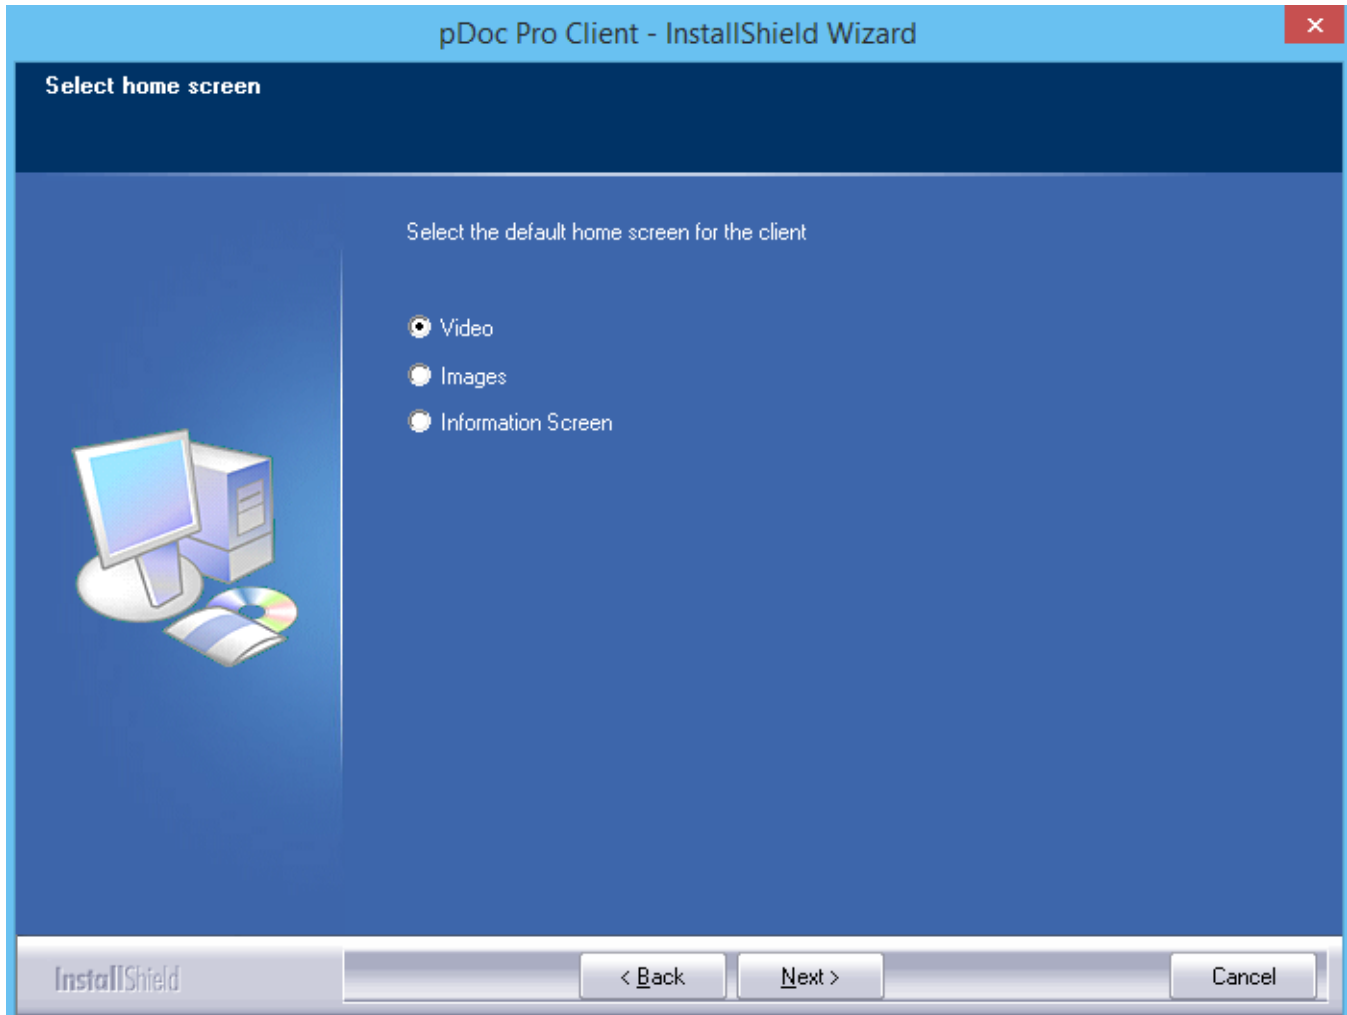 pDoc Pro Client - InstallShield Wizard
Select home screen
Select the default home screen for the client
Video
Images
Information Screen
InstallShield
< Back
Next >
Cancel